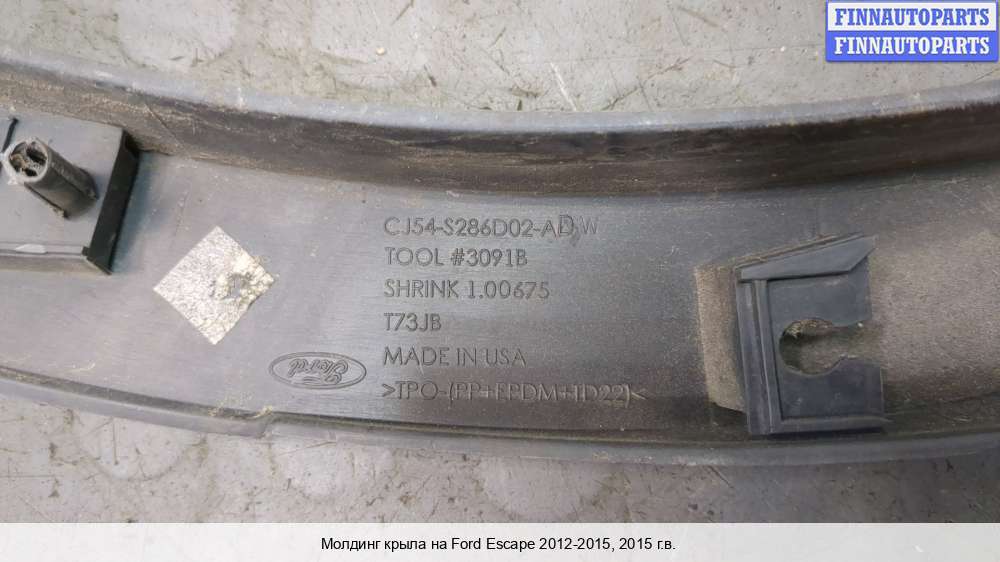 FINNAUTOPARTS
FINNAUTOPARTS
CJ54-S286D02-ADW
TOOL #3091B
SHRINK 1.00675
T73JB
MADE IN USA
Ford
>TPO-(PP+EPDM+TD22)<
Молдинг крыла на Ford Escape 2012-2015, 2015 г.в.